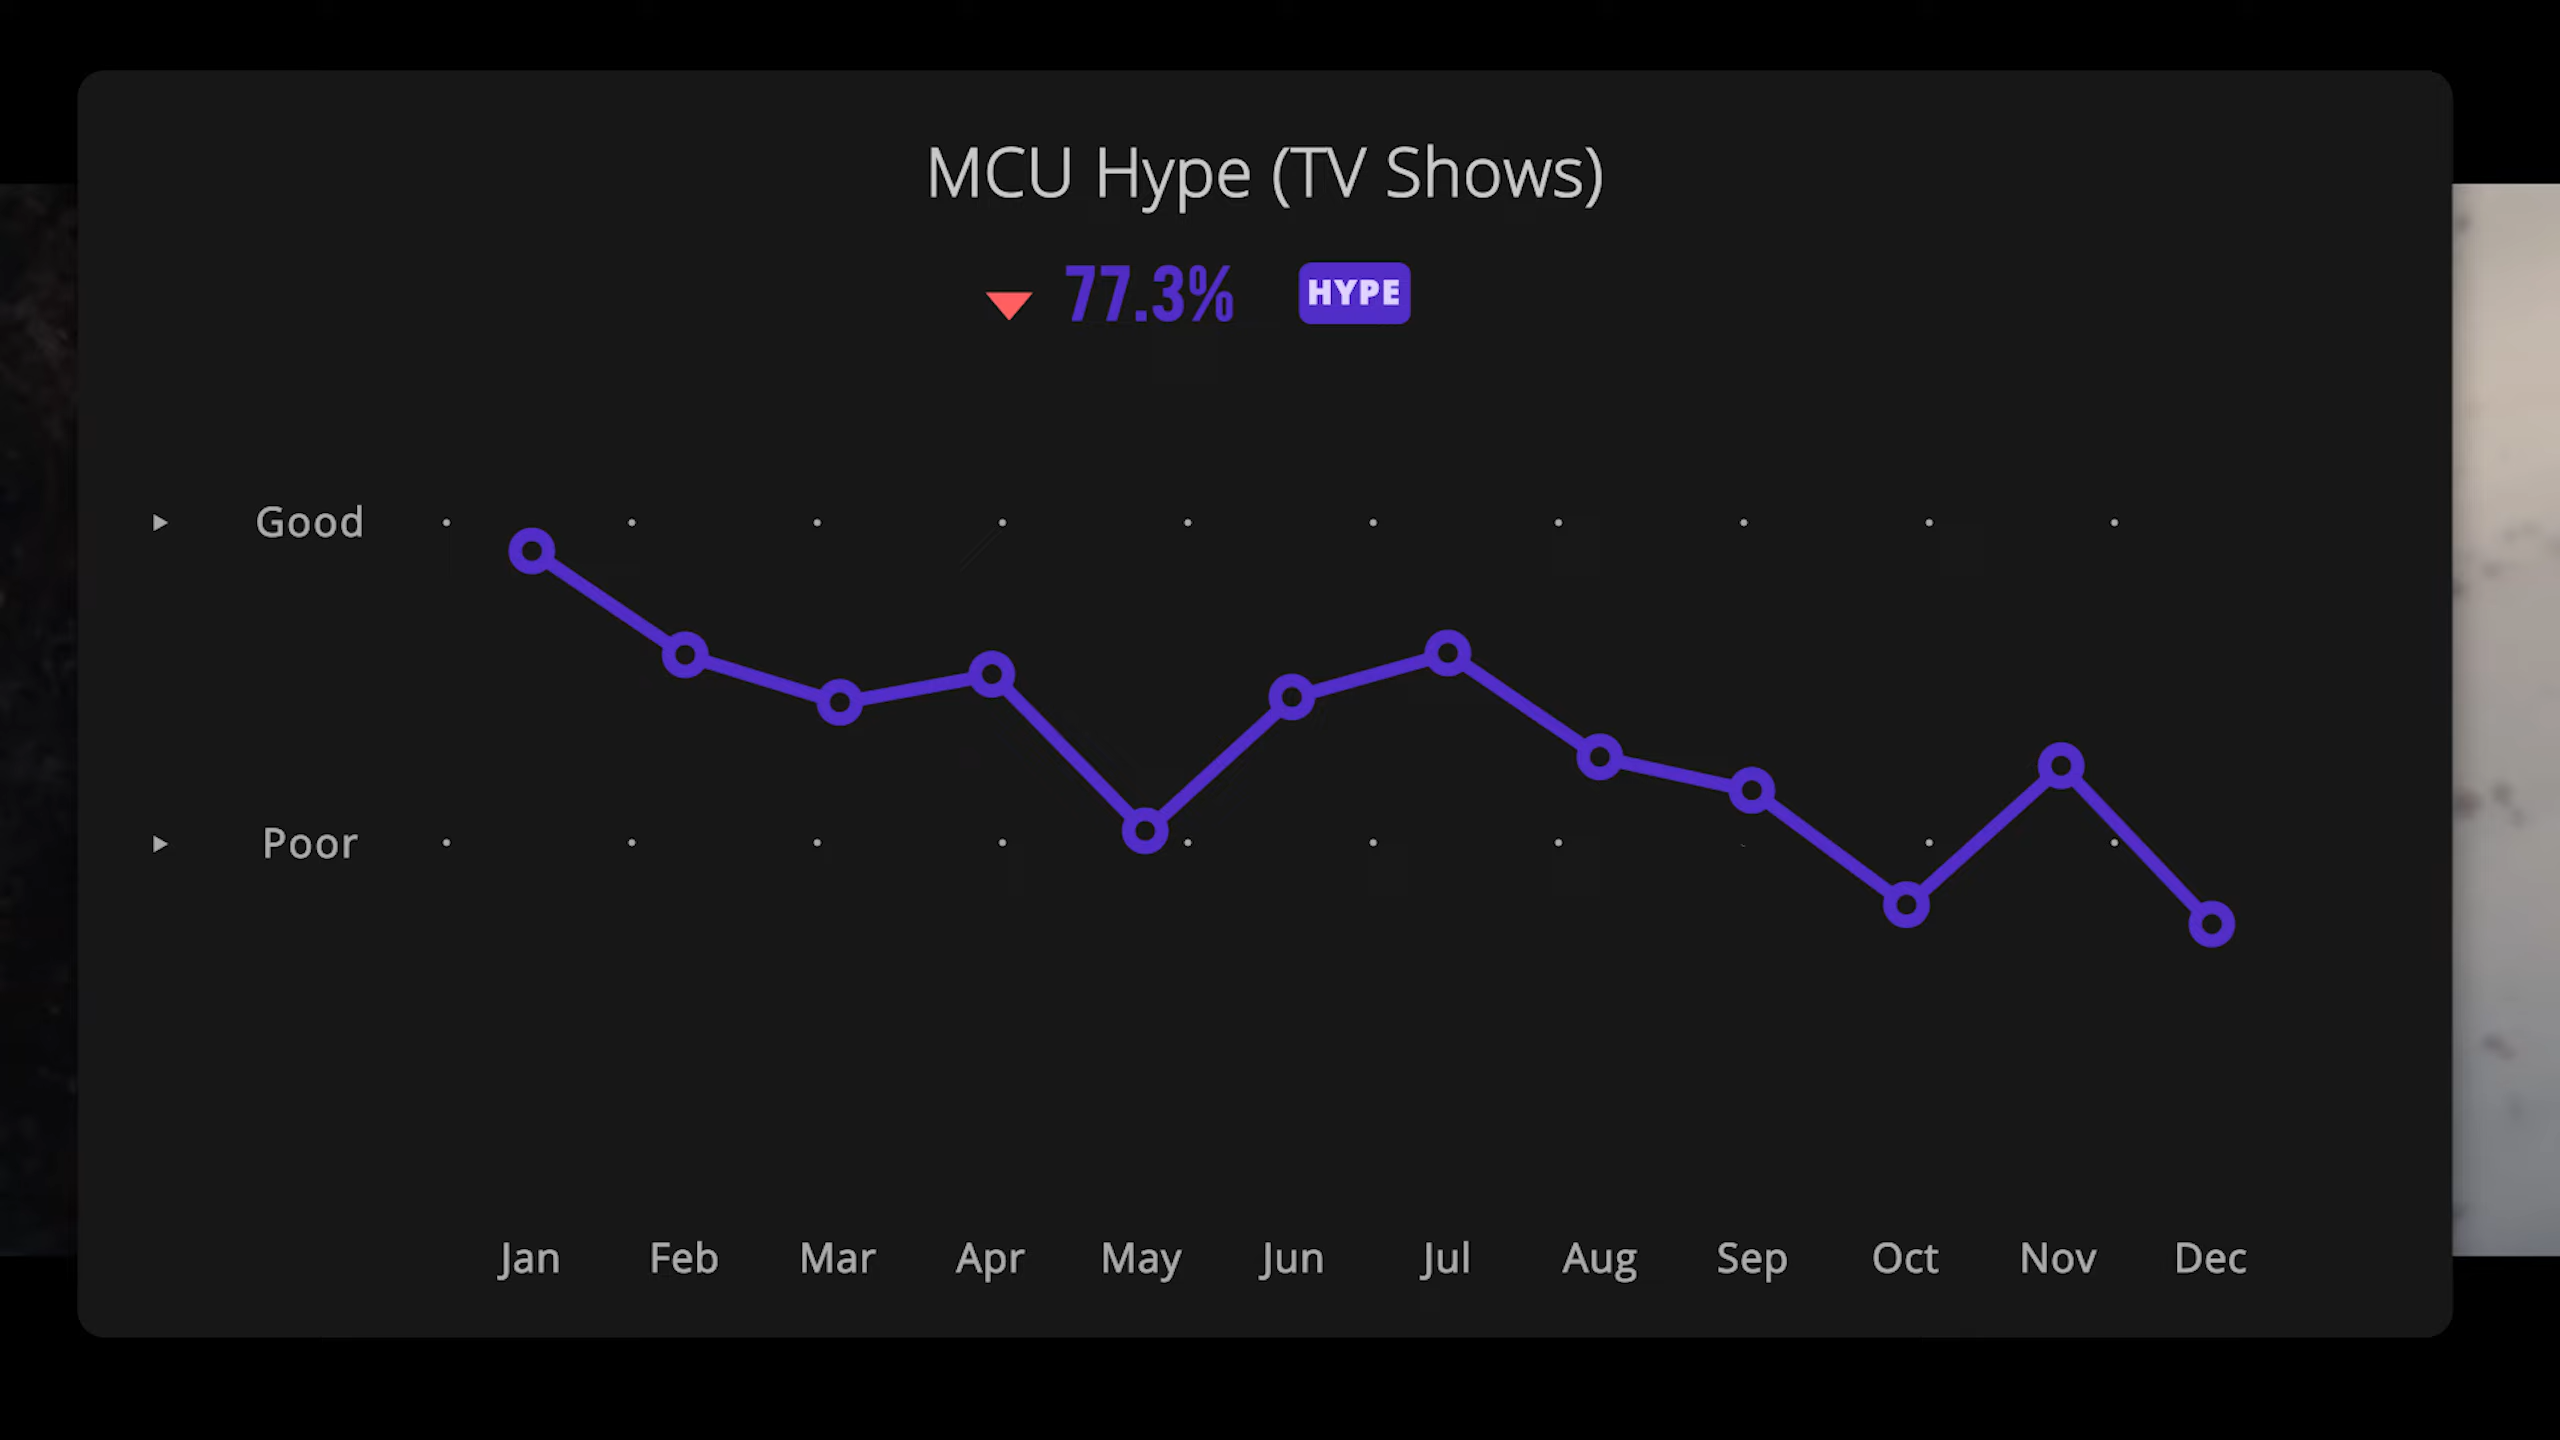 MCU Hype (TV Shows)
77.3% HYPE
Good
Poor
Jan Feb Mar Apr May Jun Jul Aug Sep Oct Nov Dec